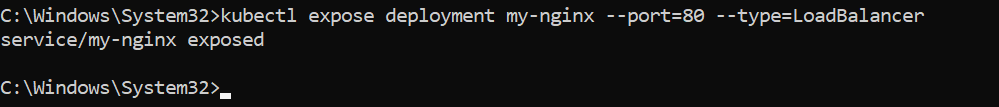 C:\Windows\System32>kubectl expose deployment my-nginx --port=80 --type=LoadBalancer
service/my-nginx exposed
C:\Windows\System32>